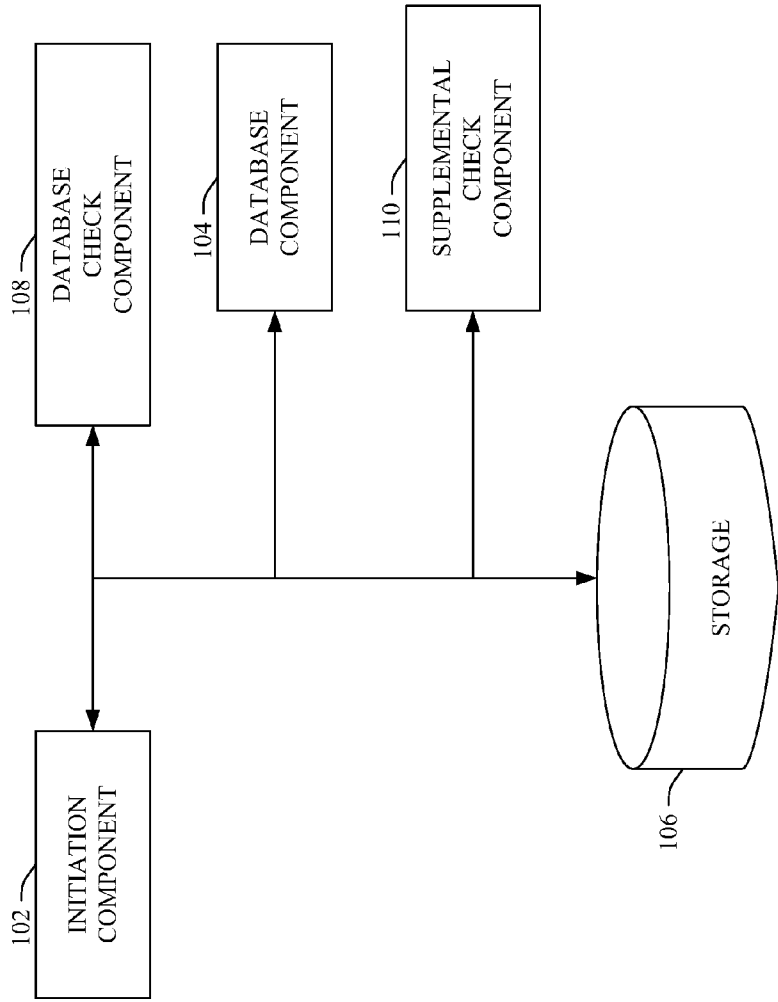 102
INITIATION
COMPONENT
108
DATABASE
CHECK
COMPONENT
104
DATABASE
COMPONENT
110
SUPPLEMENTAL
CHECK
COMPONENT
106
STORAGE